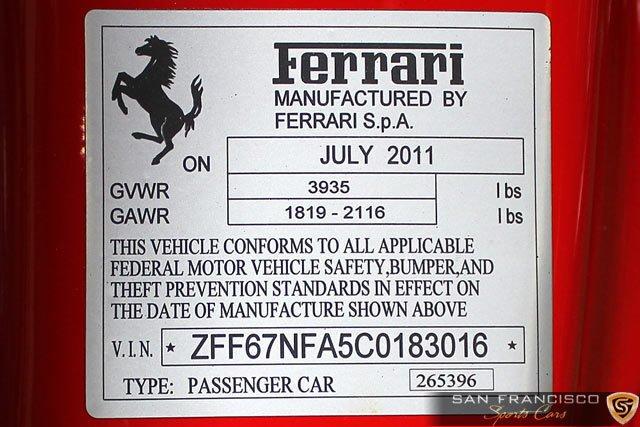 Ferrari
MANUFACTURED BY
FERRARI S.p.A.
ON JULY 2011
GVWR 3935 lbs
GAWR 1819 - 2116 lbs
THIS VEHICLE CONFORMS TO ALL APPLICABLE
FEDERAL MOTOR VEHICLE SAFETY,BUMPER,AND
THEFT PREVENTION STANDARDS IN EFFECT ON
THE DATE OF MANUFACTURE SHOWN ABOVE
V.I.N. * ZFF67NFA5C0183016 *
TYPE: PASSENGER CAR 265396
SAN FRANCISCO
Sports Cars